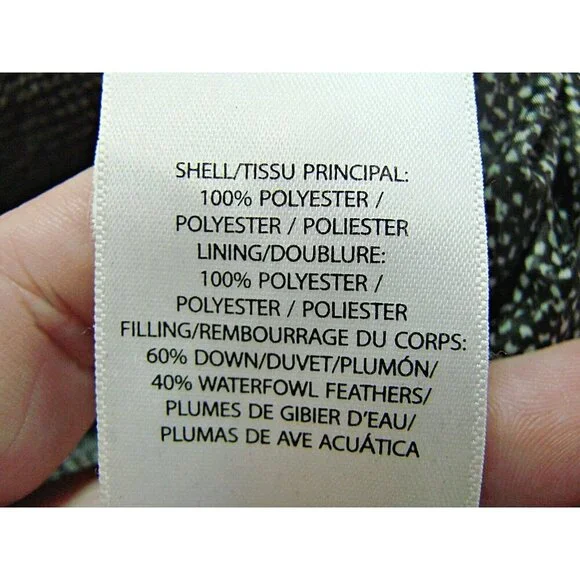 SHELL/TISSU PRINCIPAL:
100% POLYESTER /
POLYESTER / POLIESTER
LINING/DOUBLURE:
100% POLYESTER /
POLYESTER / POLIESTER
FILLING/REMBOURRAGE DU CORPS:
60% DOWN/DUVET/PLUMÓN/
40% WATERFOWL FEATHERS/
PLUMES DE GIBIER D'EAU/
PLUMAS DE AVE ACUÁTICA